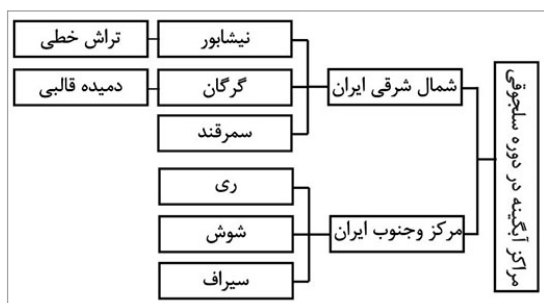 مراکز آبگینه در دوره سلجوقی
شمال شرقی ایران
نیشابور
تراش خطی
گرگان
دمیده قالبی
سمرقند
مرکز وجنوب ایران
ری
شوش
سیراف